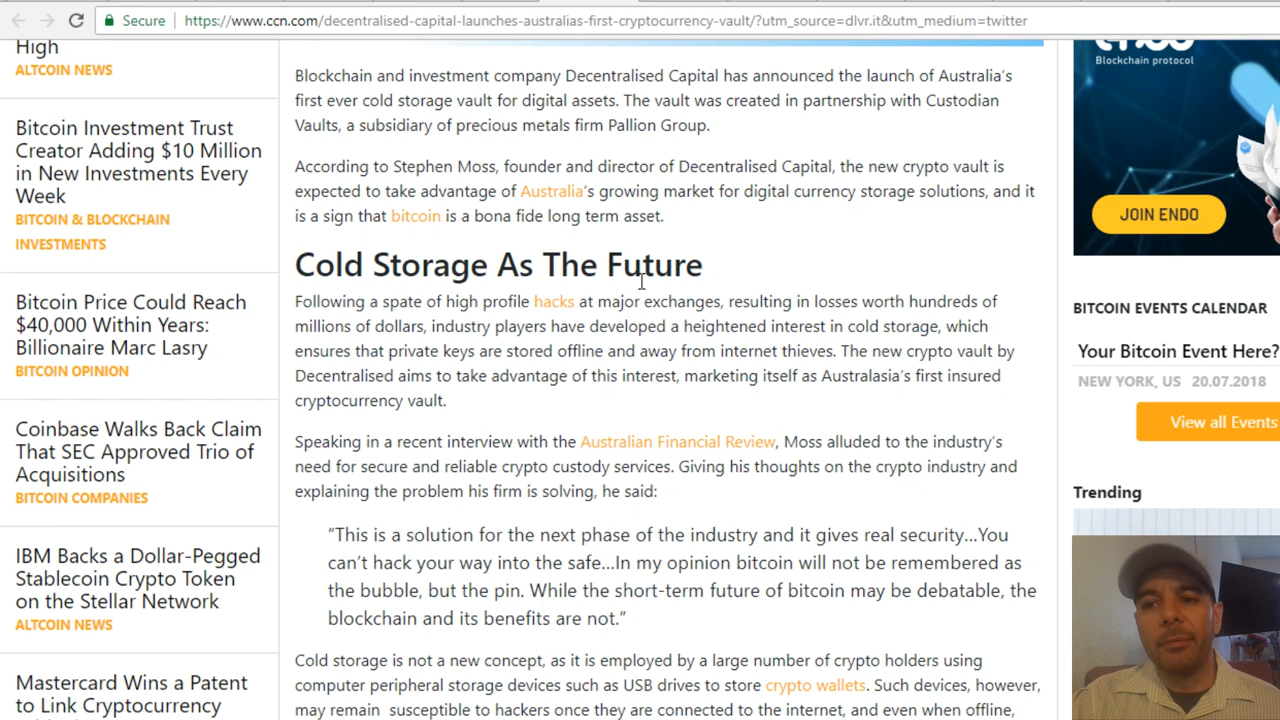 Secure
https://www.ccn.com/decentralised-capital-launches-australias-first-cryptocurrency-vault/?utm_source=dlvr.it&utm_medium=twitter
High
ALTCOIN NEWS
Bitcoin Investment Trust
Creator Adding $10 Million
in New Investments Every
Week
BITCOIN & BLOCKCHAIN
INVESTMENTS
Bitcoin Price Could Reach
$40,000 Within Years:
Billionaire Marc Lasry
BITCOIN OPINION
Coinbase Walks Back Claim
That SEC Approved Trio of
Acquisitions
BITCOIN COMPANIES
IBM Backs a Dollar-Pegged
Stablecoin Crypto Token
on the Stellar Network
ALTCOIN NEWS
Mastercard Wins a Patent
to Link Cryptocurrency
Blockchain and investment company Decentralised Capital has announced the launch of Australia's
first ever cold storage vault for digital assets. The vault was created in partnership with Custodian
Vaults, a subsidiary of precious metals firm Pallion Group.
According to Stephen Moss, founder and director of Decentralised Capital, the new crypto vault is
expected to take advantage of Australia's growing market for digital currency storage solutions, and it
is a sign that bitcoin is a bona fide long term asset.
Cold Storage As The Future
Following a spate of high profile hacks at major exchanges, resulting in losses worth hundreds of
millions of dollars, industry players have developed a heightened interest in cold storage, which
ensures that private keys are stored offline and away from internet thieves. The new crypto vault by
Decentralised aims to take advantage of this interest, marketing itself as Australasia's first insured
cryptocurrency vault.
Speaking in a recent interview with the Australian Financial Review, Moss alluded to the industry's
need for secure and reliable crypto custody services. Giving his thoughts on the crypto industry and
explaining the problem his firm is solving, he said:
"This is a solution for the next phase of the industry and it gives real security…You
can't hack your way into the safe…In my opinion bitcoin will not be remembered as
the bubble, but the pin. While the short-term future of bitcoin may be debatable, the
blockchain and its benefits are not."
Cold storage is not a new concept, as it is employed by a large number of crypto holders using
computer peripheral storage devices such as USB drives to store crypto wallets. Such devices, however,
may remain susceptible to hackers once they are connected to the internet, and even when offline,
Blockchain protocol
JOIN ENDO
BITCOIN EVENTS CALENDAR
Your Bitcoin Event Here?
NEW YORK, US 20.07.2018
View all Events
Trending